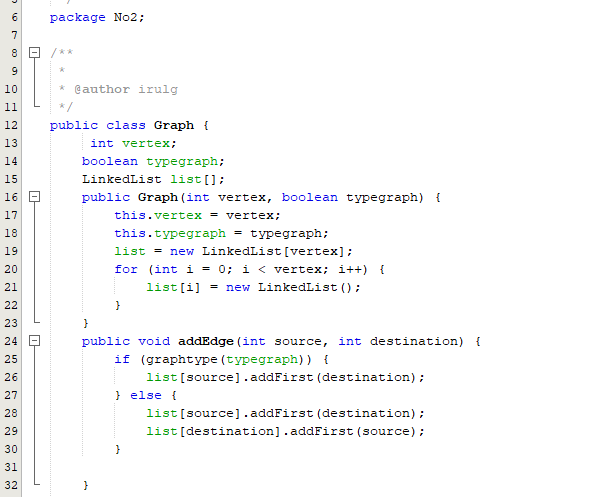 6 package No2;
7
8 /**
9 *
10 * @author irulg
11 */
12 public class Graph {
13 int vertex;
14 boolean typegraph;
15 LinkedList list[];
16 public Graph(int vertex, boolean typegraph) {
17 this.vertex = vertex;
18 this.typegraph = typegraph;
19 list = new LinkedList[vertex];
20 for (int i = 0; i < vertex; i++) {
21 list[i] = new LinkedList();
22 }
23 }
24 public void addEdge(int source, int destination) {
25 if (graphtype(typegraph)) {
26 list[source].addFirst(destination);
27 } else {
28 list[source].addFirst(destination);
29 list[destination].addFirst(source);
30 }
31
32 }